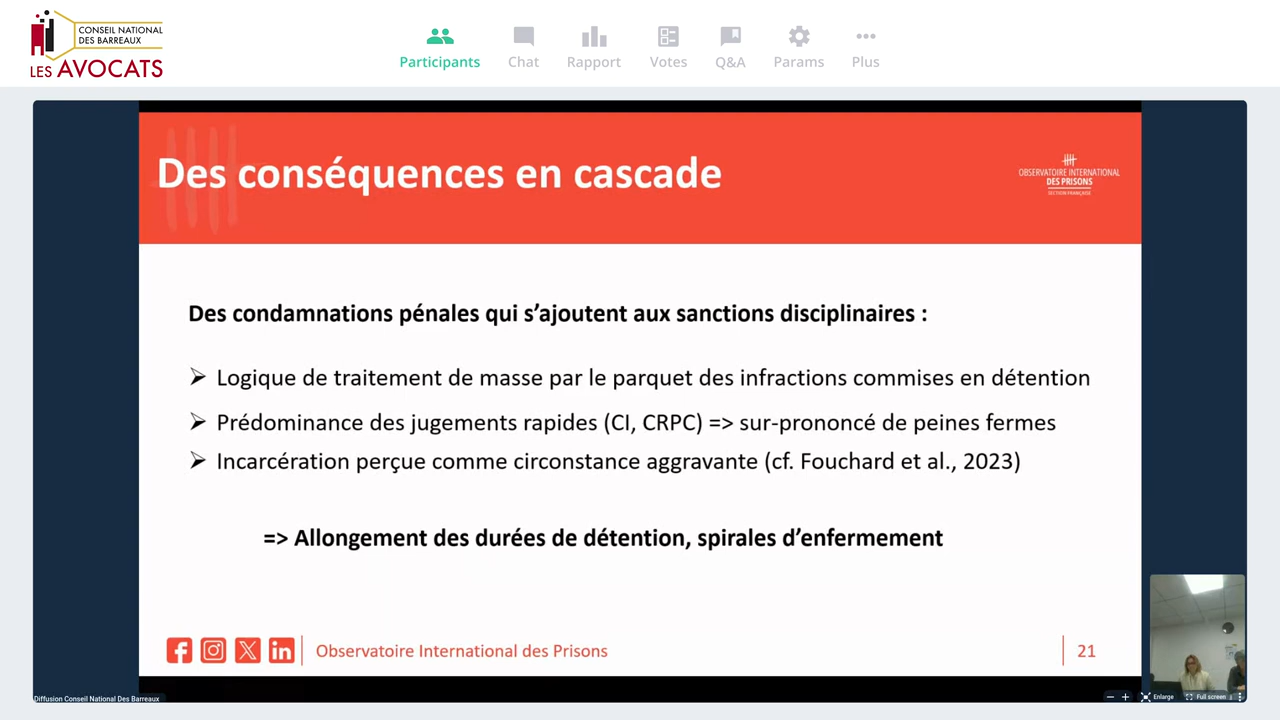 CONSEIL NATIONAL
DES BARREAUX
LES AVOCATS
Participants
Chat
Rapport
Votes
Q&A
Params
Plus
Des conséquences en cascade
OBSERVATOIRE INTERNATIONAL
DES PRISONS
SECTION FRANÇAISE
Des condamnations pénales qui s’ajoutent aux sanctions disciplinaires :
➢ Logique de traitement de masse par le parquet des infractions commises en détention
➢ Prédominance des jugements rapides (CI, CRPC) => sur-prononcé de peines fermes
➢ Incarcération perçue comme circonstance aggravante (cf. Fouchard et al., 2023)
=> Allongement des durées de détention, spirales d’enfermement
Observatoire International des Prisons
21
Diffusion Conseil National Des Barreaux
Enlarge
Full screen